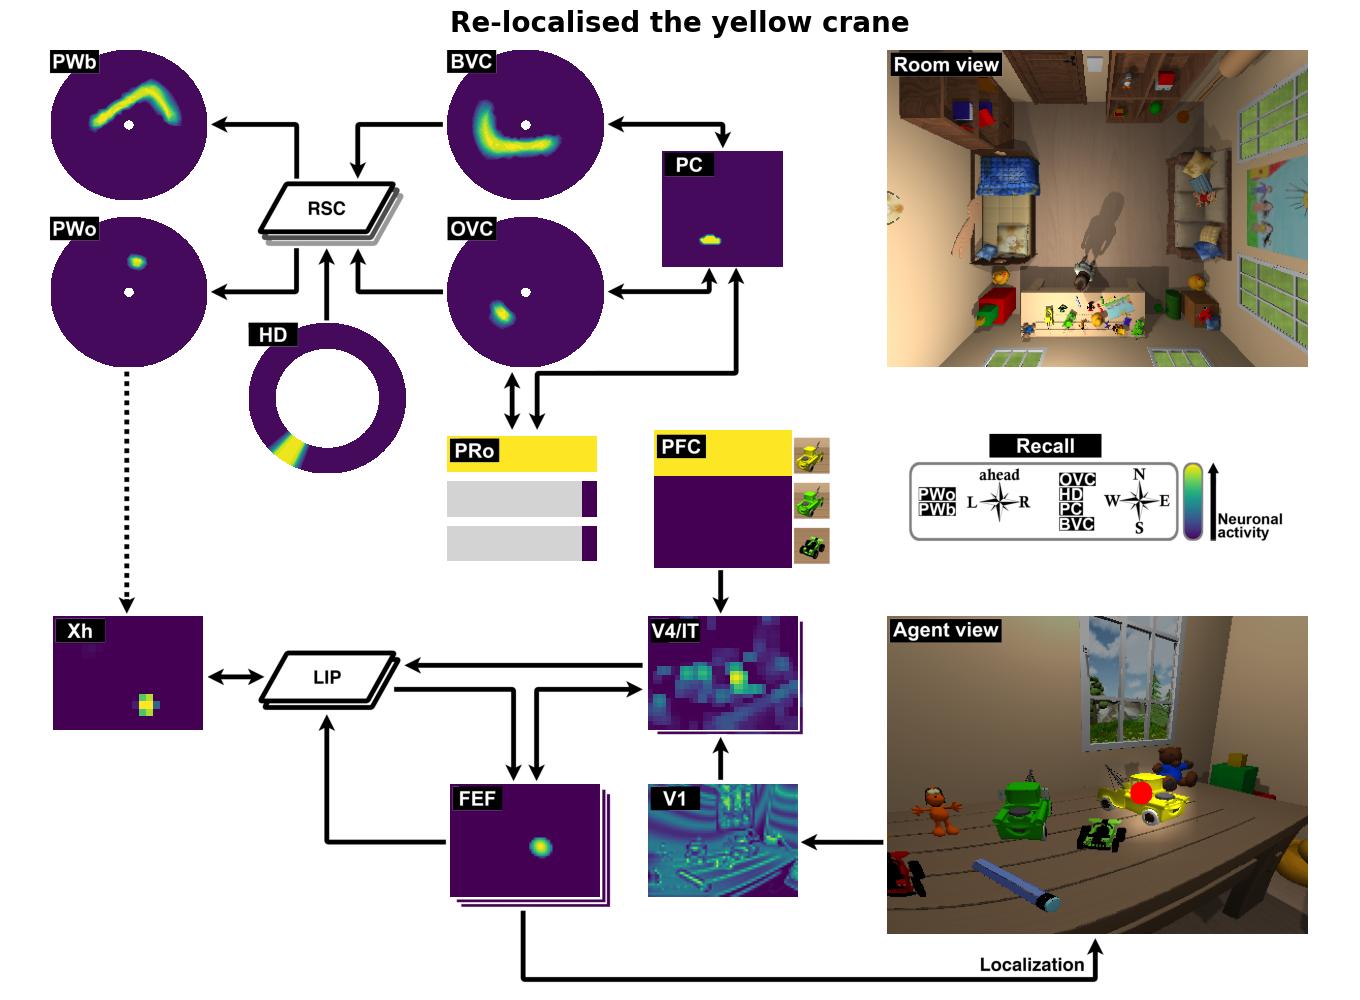 Re-localised the yellow crane
PWb
BVC
Room view
PC
RSC
PWo
OVC
HD
PRo
PFC
Recall
ahead
PWo
PWb
L
R
OVC
HD
PC
BVC
N
W
E
S
Neuronal
activity
Xh
LIP
V4/IT
Agent view
FEF
V1
Localization